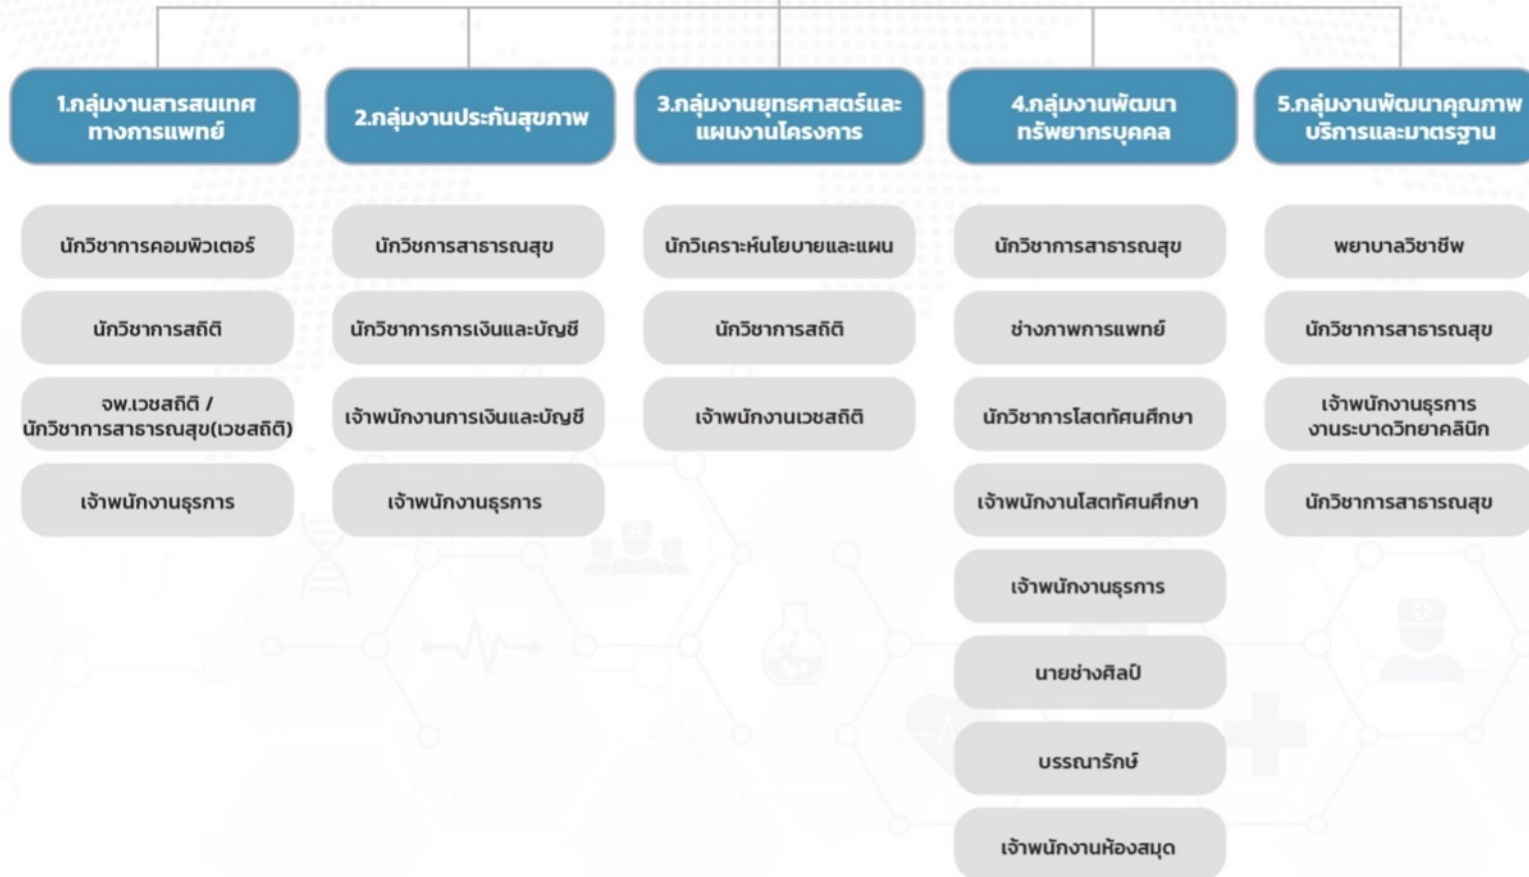 1.กลุ่มงานสารสนเทศ
ทางการแพทย์
2.กลุ่มงานประกันสุขภาพ
3.กลุ่มงานยุทธศาสตร์และ
แผนงานโครงการ
4.กลุ่มงานพัฒนา
ทรัพยากรบุคคล
5.กลุ่มงานพัฒนาคุณภาพ
บริการและมาตรฐาน
นักวิชาการคอมพิวเตอร์
นักวิชาการสถิติ
จพ.เวชสถิติ /
นักวิชาการสาธารณสุข(เวชสถิติ)
เจ้าพนักงานธุรการ
นักวิชการสาธารณสุข
นักวิชาการการเงินและบัญชี
เจ้าพนักงานการเงินและบัญชี
เจ้าพนักงานธุรการ
นักวิเคราะห์นโยบายและแผน
นักวิชาการสถิติ
เจ้าพนักงานเวชสถิติ
นักวิชาการสาธารณสุข
ช่างภาพการแพทย์
นักวิชาการโสตทัศนศึกษา
เจ้าพนักงานโสตทัศนศึกษา
เจ้าพนักงานธุรการ
นายช่างศิลป์
บรรณารักษ์
เจ้าพนักงานห้องสมุด
พยาบาลวิชาชีพ
นักวิชาการสาธารณสุข
เจ้าพนักงานธุรการ
งานระบาดวิทยาคลินิก
นักวิชาการสาธารณสุข